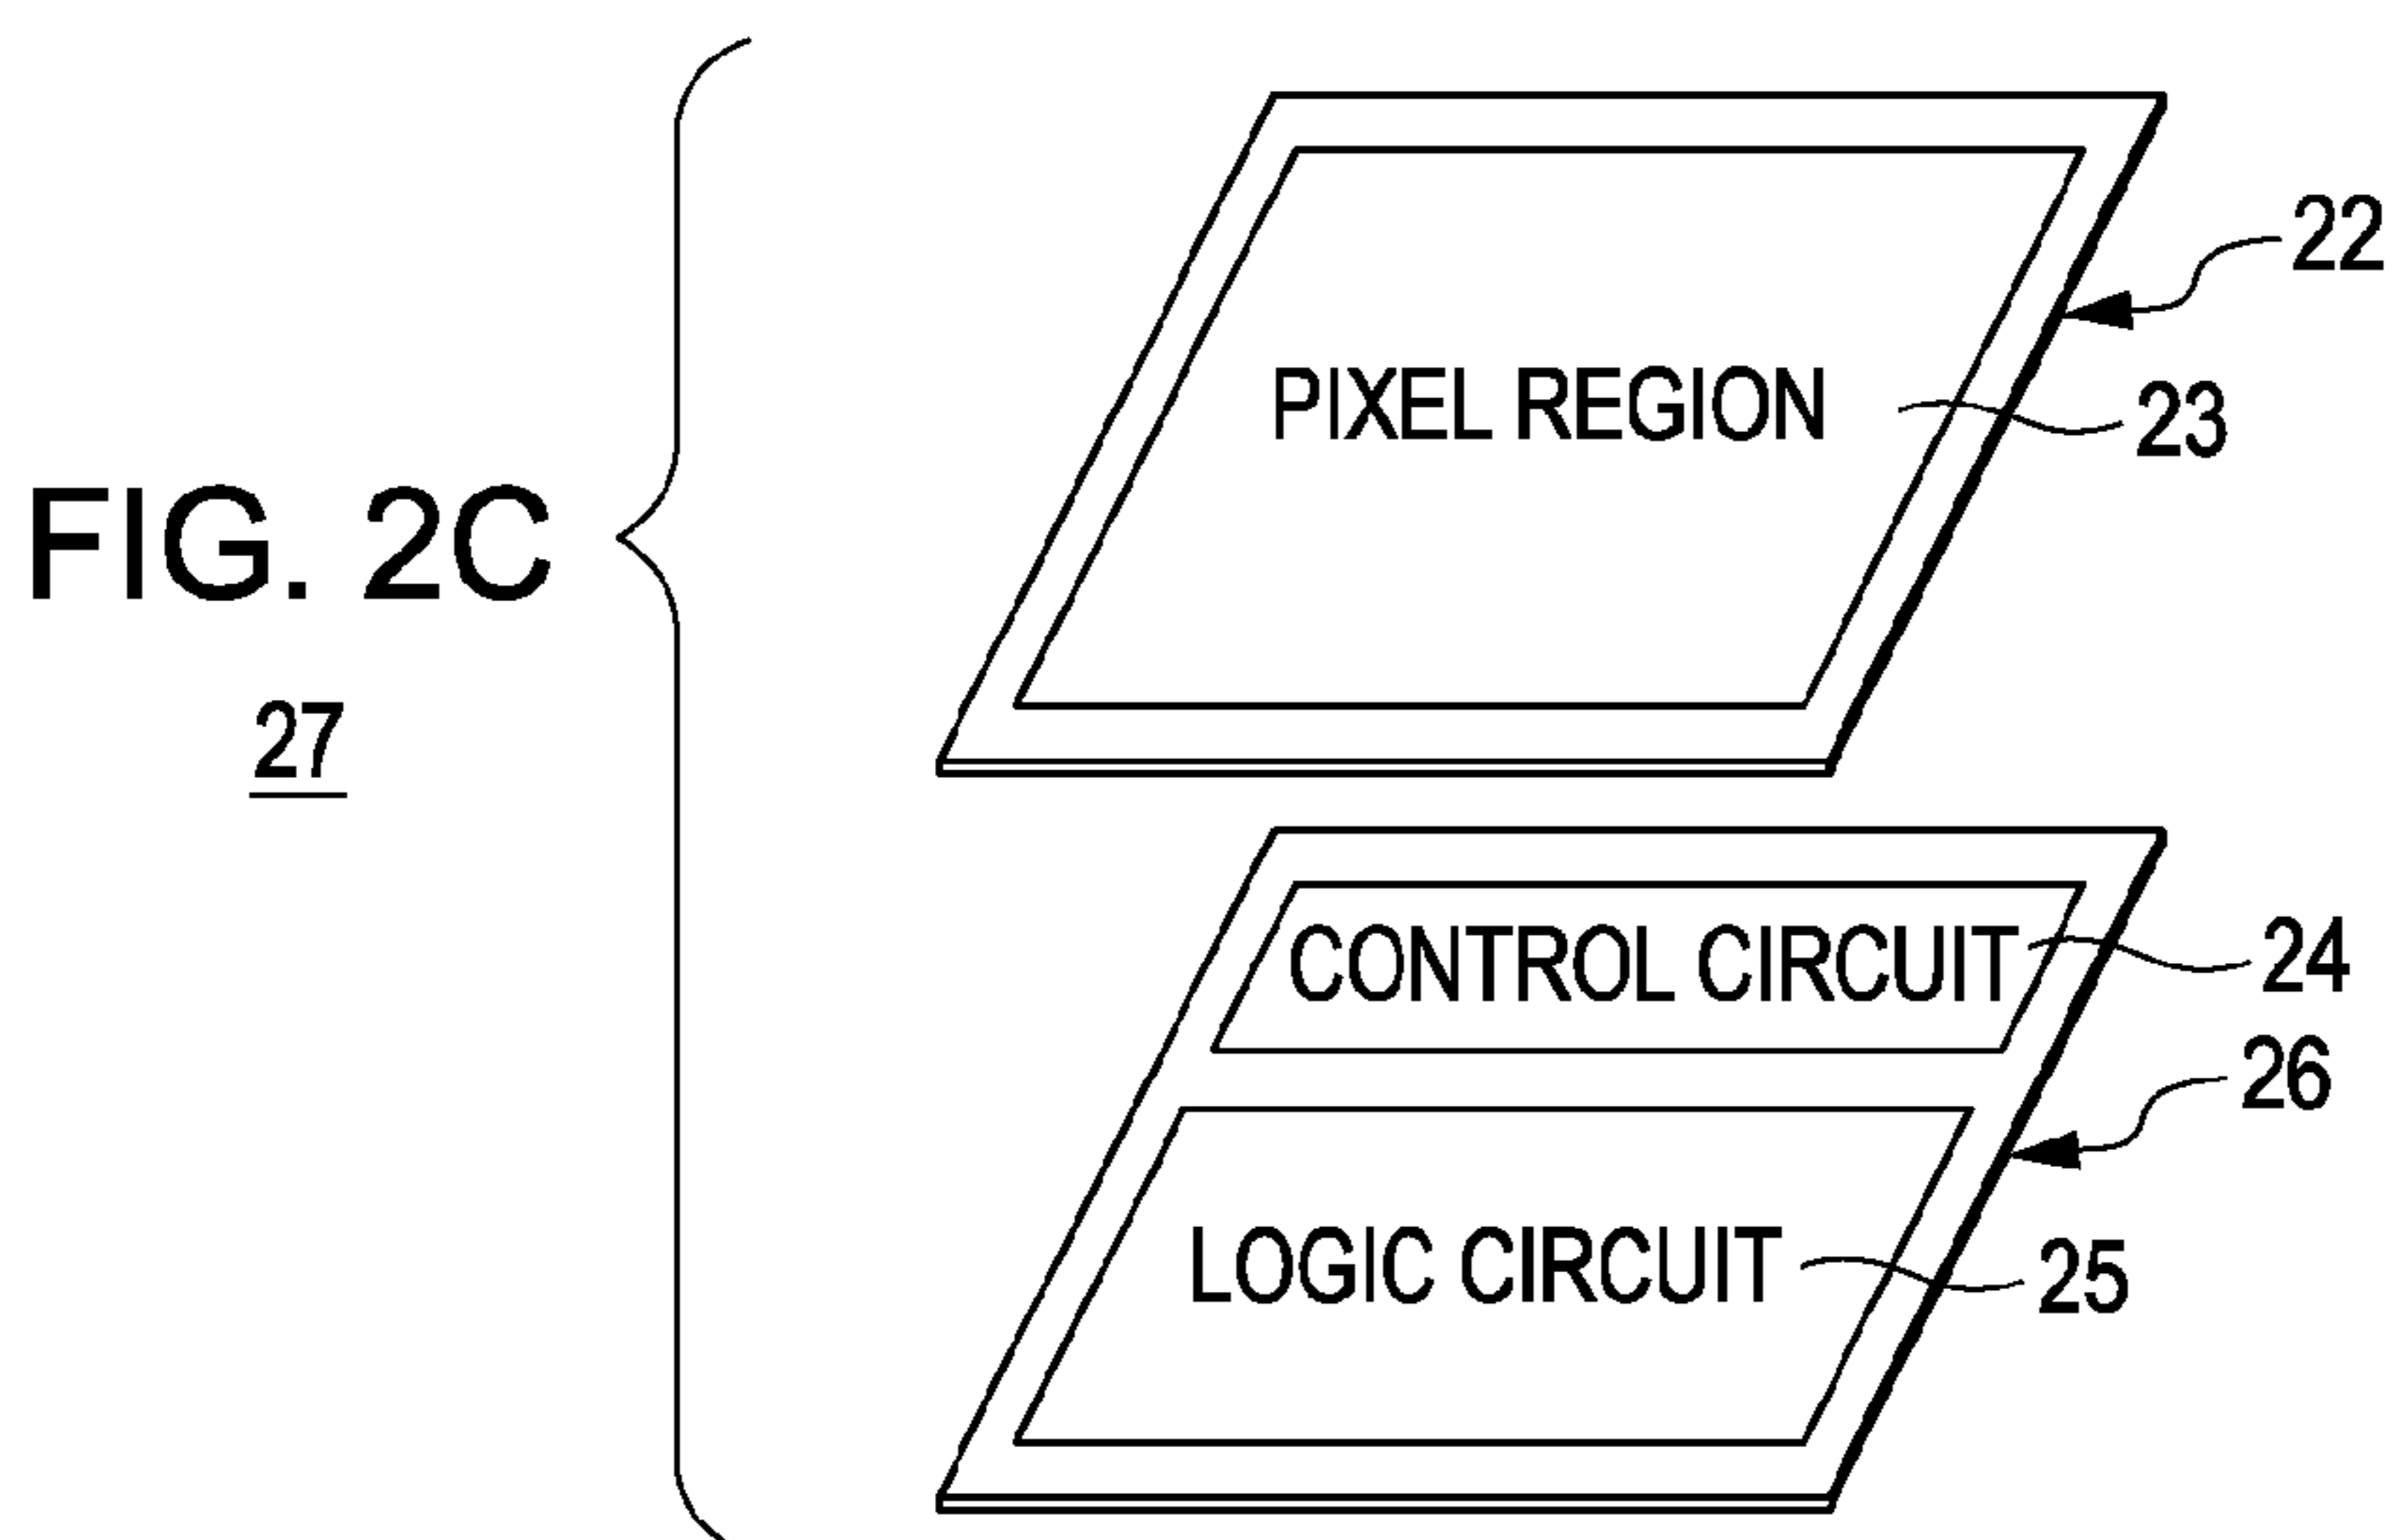 FIG. 2C
27
PIXEL REGION
22
23
CONTROL CIRCUIT
24
26
LOGIC CIRCUIT
25